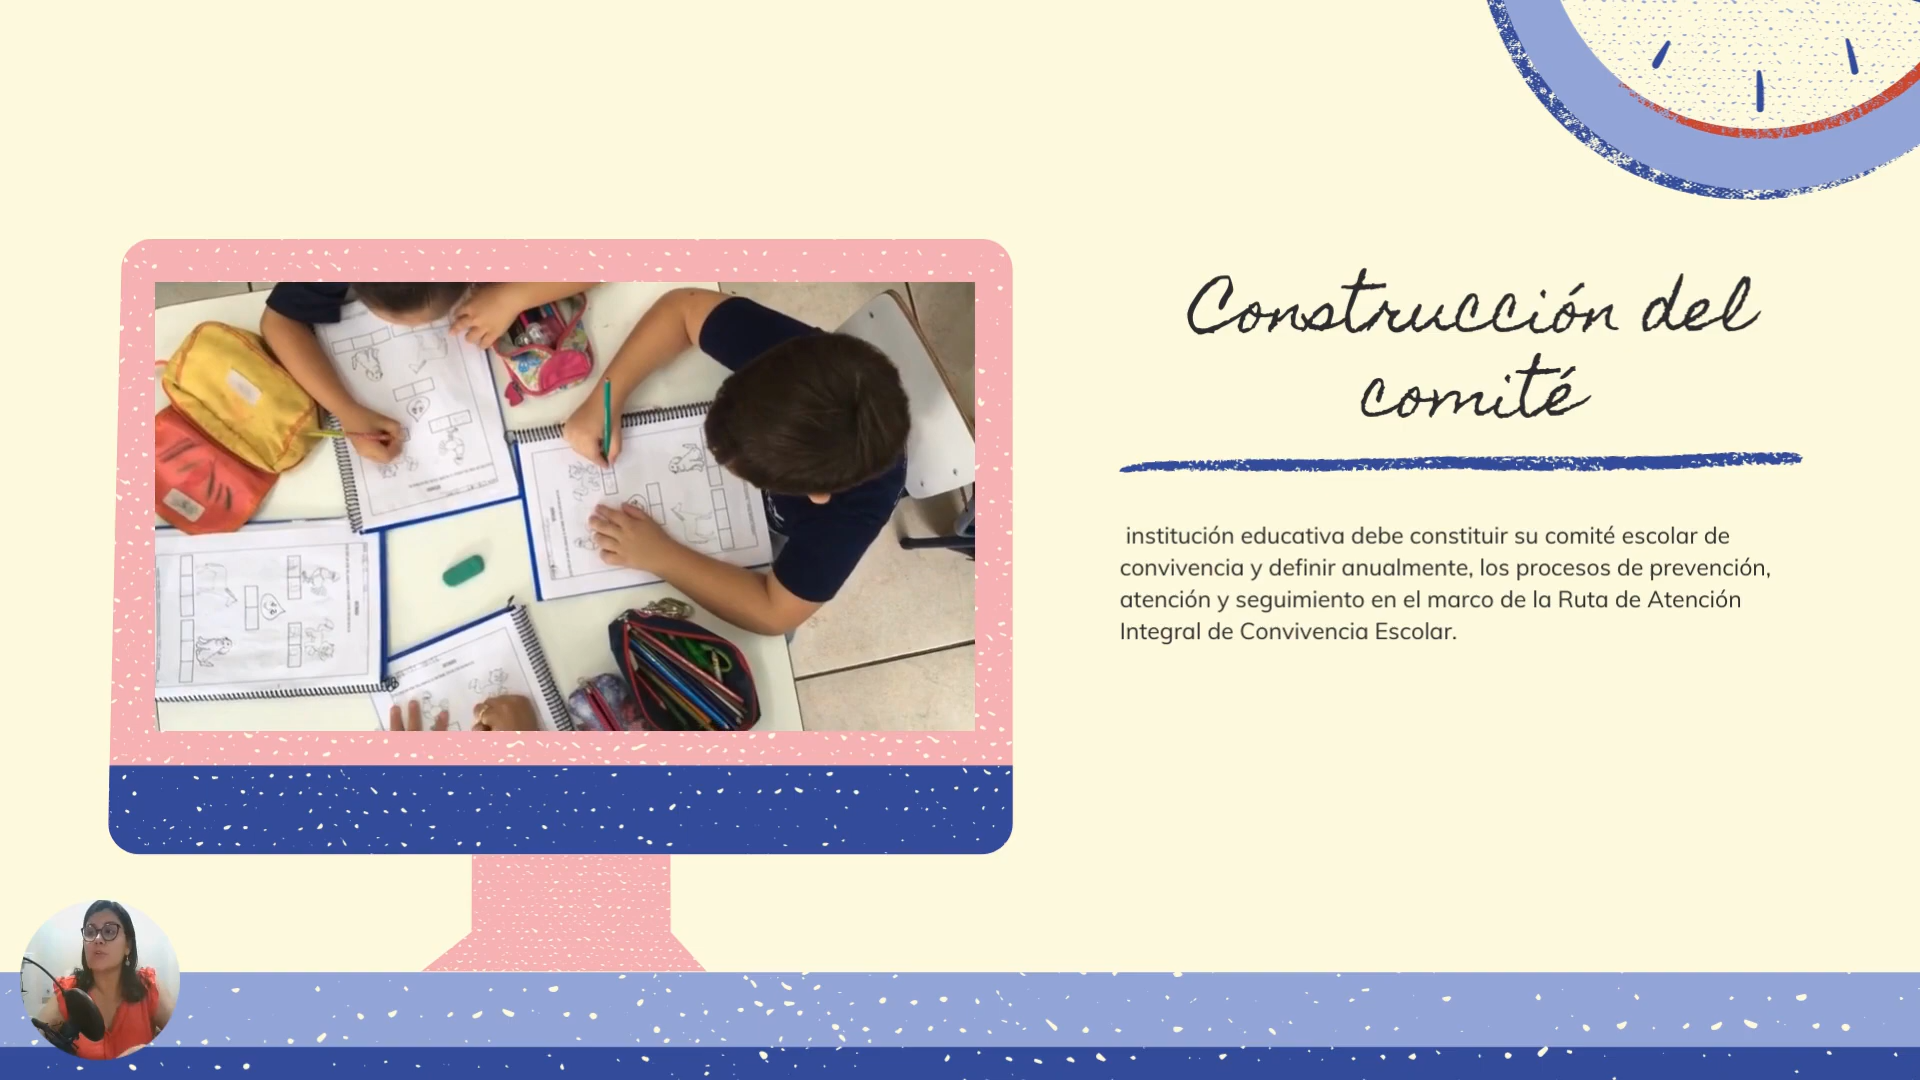 Construcción del
comité
institución educativa debe constituir su comité escolar de
convivencia y definir anualmente, los procesos de prevención,
atención y seguimiento en el marco de la Ruta de Atención
Integral de Convivencia Escolar.